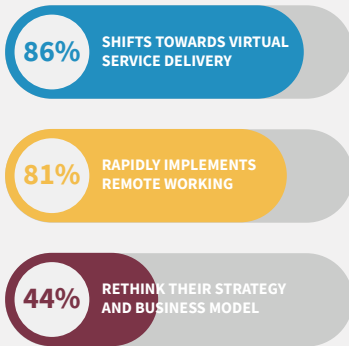 86%
SHIFTS TOWARDS VIRTUAL
SERVICE DELIVERY
81%
RAPIDLY IMPLEMENTS
REMOTE WORKING
44%
RETHINK THEIR STRATEGY
AND BUSINESS MODEL